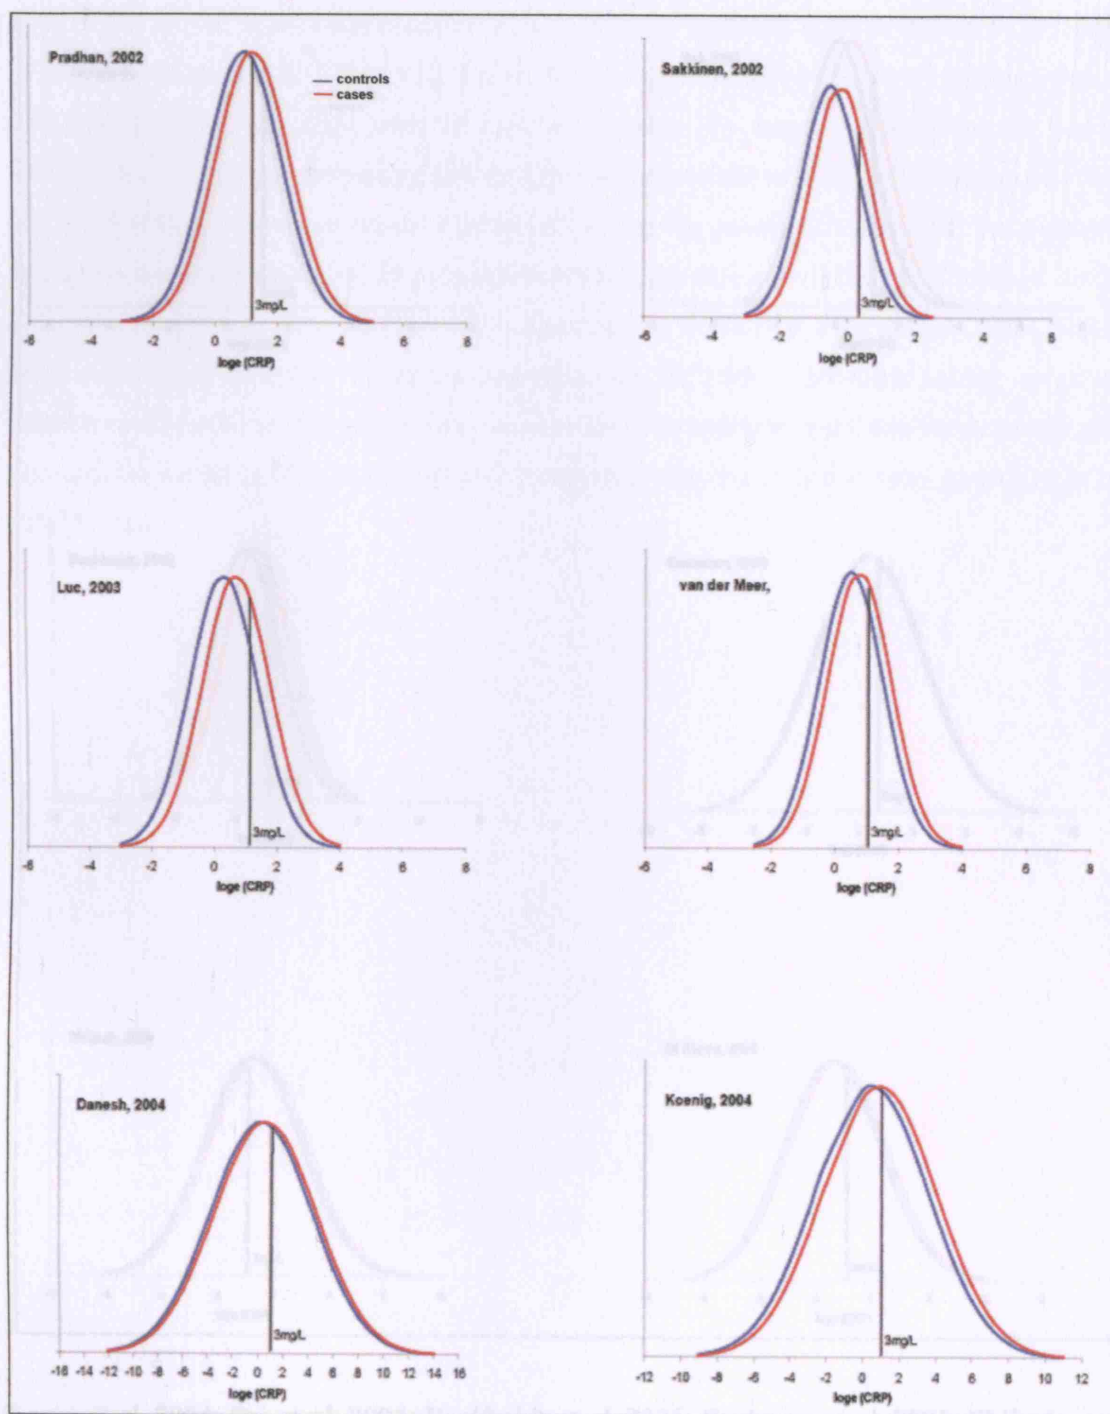 Pradhan, 2002
controls
cases
3mg/L
-6 -4 -2 0 2 4 6 8
loge (CRP)
Sakkinen, 2002
3mg/L
-6 -4 -2 0 2 4 6
loge (CRP)
Luc, 2003
3mg/L
-6 -4 -2 0 2 4 6 8
loge (CRP)
van der Meer,
3mg/L
-6 -4 -2 0 2 4 6 8
loge (CRP)
Danesh, 2004
3mg/L
-16 -14 -12 -10 -8 -6 -4 -2 0 2 4 6 8 10 12 14 16
loge (CRP)
Koenig, 2004
3mg/L
-12 -10 -8 -6 -4 -2 0 2 4 6 8 10 12
loge (CRP)